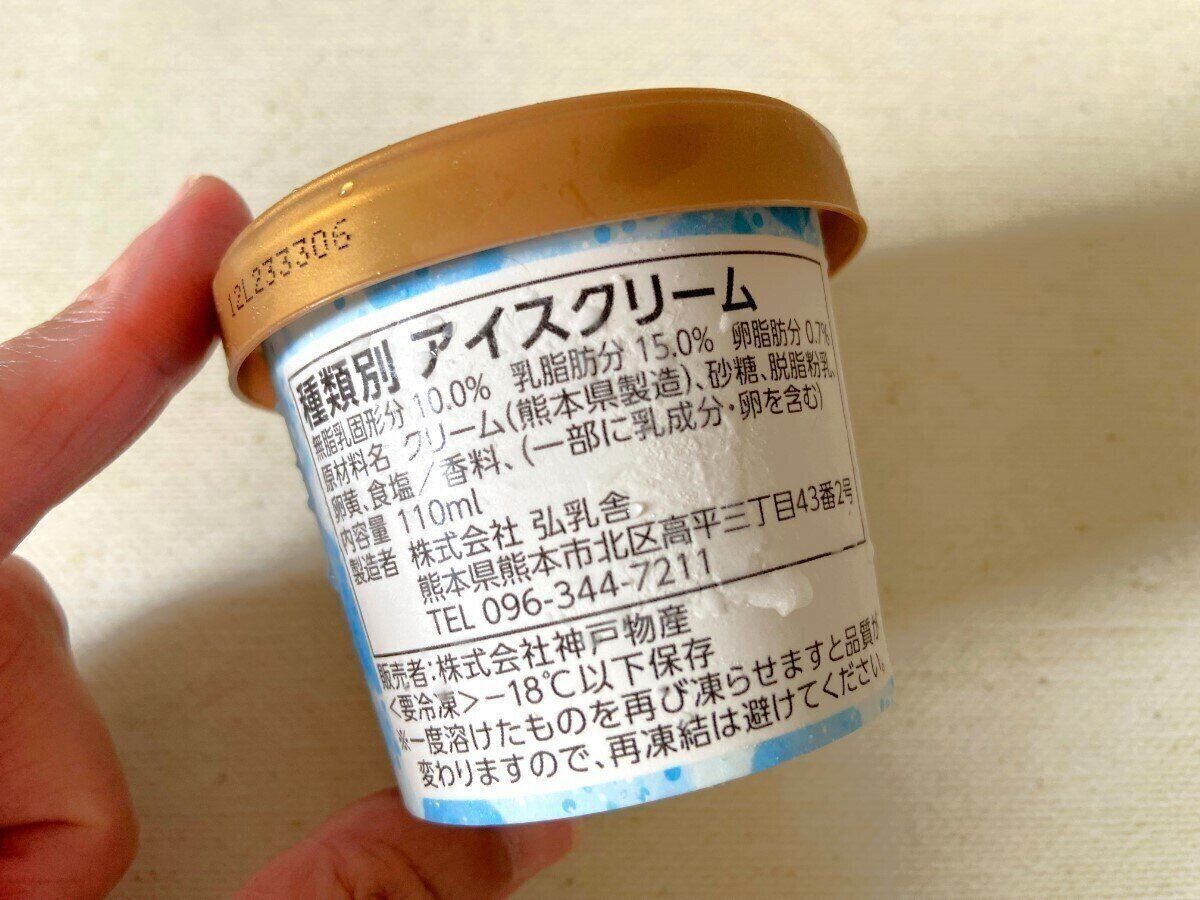 12L233306
種類別 アイスクリーム
無脂乳固形分 10.0% 乳脂肪分 15.0% 卵脂肪分 0.7%
原材料名 クリーム(熊本県製造)、砂糖、脱脂粉乳、
卵黄、食塩/香料、(一部に乳成分・卵を含む)
内容量 110ml
製造者 株式会社 弘乳舎
熊本県熊本市北区高平三丁目43番2号
TEL 096-344-7211
販売者:株式会社神戸物産
<要冷凍>-18℃以下保存
※一度溶けたものを再び凍らせますと品質が
変わりますので、再凍結は避けてください。